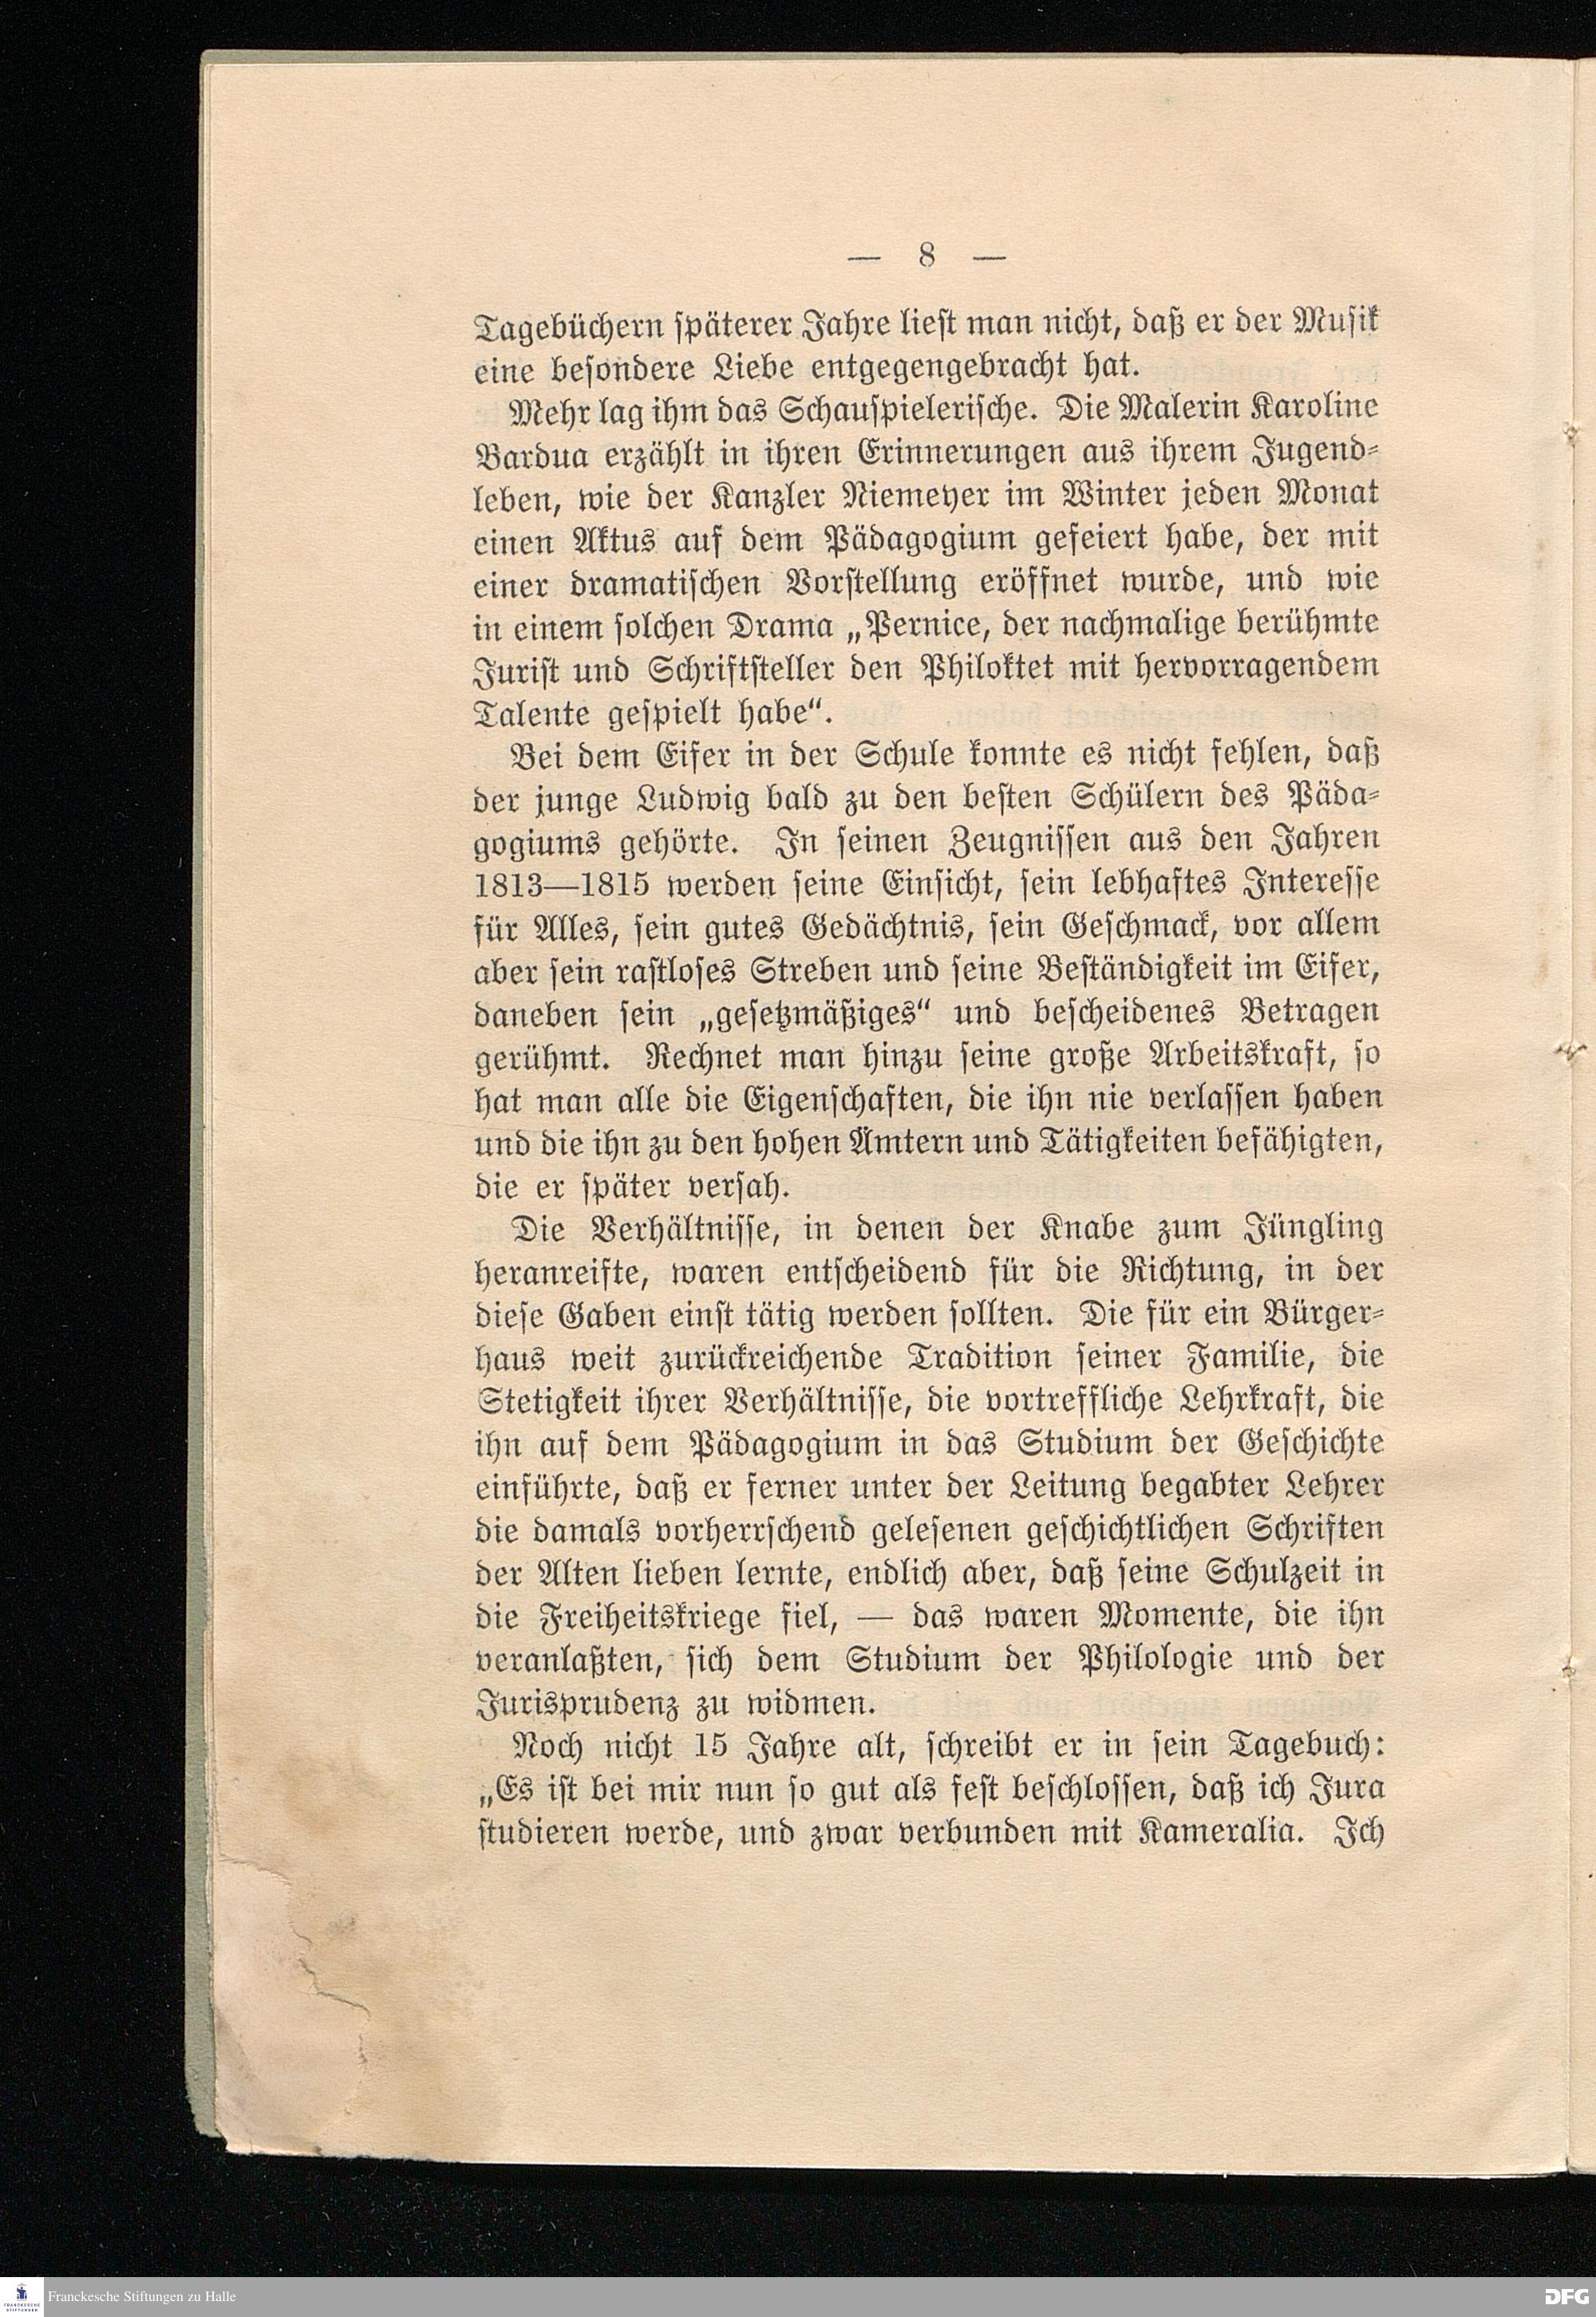 — 8 —
Tagebüchern späterer Jahre liest man nicht, daß er der Musik
eine besondere Liebe entgegengebracht hat.
Mehr lag ihm das Schauspielerische. Die Malerin Karoline
Bardua erzählt in ihren Erinnerungen aus ihrem Jugend-
leben, wie der Kanzler Niemeyer im Winter jeden Monat
einen Aktus auf dem Pädagogium gefeiert habe, der mit
einer dramatischen Vorstellung eröffnet wurde, und wie
in einem solchen Drama „Pernice, der nachmalige berühmte
Jurist und Schriftsteller den Philoktet mit hervorragendem
Talente gespielt habe“.
Bei dem Eifer in der Schule konnte es nicht fehlen, daß
der junge Ludwig bald zu den besten Schülern des Päda-
gogiums gehörte. In seinen Zeugnissen aus den Jahren
1813—1815 werden seine Einsicht, sein lebhaftes Interesse
für Alles, sein gutes Gedächtnis, sein Geschmack, vor allem
aber sein rastloses Streben und seine Beständigkeit im Eifer,
daneben sein „gesetzmäßiges“ und bescheidenes Betragen
gerühmt. Rechnet man hinzu seine große Arbeitskraft, so
hat man alle die Eigenschaften, die ihn nie verlassen haben
und die ihn zu den hohen Ämtern und Tätigkeiten befähigten,
die er später versah.
Die Verhältnisse, in denen der Knabe zum Jüngling
heranreifte, waren entscheidend für die Richtung, in der
diese Gaben einst tätig werden sollten. Die für ein Bürger-
haus weit zurückreichende Tradition seiner Familie, die
Stetigkeit ihrer Verhältnisse, die vortreffliche Lehrkraft, die
ihn auf dem Pädagogium in das Studium der Geschichte
einführte, daß er ferner unter der Leitung begabter Lehrer
die damals vorherrschend gelesenen geschichtlichen Schriften
der Alten lieben lernte, endlich aber, daß seine Schulzeit in
die Freiheitskriege fiel, — das waren Momente, die ihn
veranlaßten, sich dem Studium der Philologie und der
Jurisprudenz zu widmen.
Noch nicht 15 Jahre alt, schreibt er in sein Tagebuch:
„Es ist bei mir nun so gut als fest beschlossen, daß ich Jura
studieren werde, und zwar verbunden mit Kameralia. Ich
Franckesche Stiftungen zu Halle
FRANCKESCHE
STIFTUNGEN
DFG